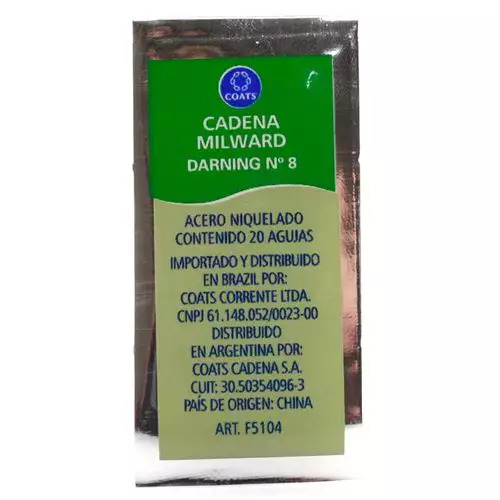 COATS
CADENA
MILWARD
DARNING Nº 8
ACERO NIQUELADO
CONTENIDO 20 AGUJAS
IMPORTADO Y DISTRIBUIDO
EN BRAZIL POR:
COATS CORRENTE LTDA.
CNPJ 61.148.052/0023-00
DISTRIBUIDO
EN ARGENTINA POR:
COATS CADENA S.A.
CUIT: 30.50354096-3
PAÍS DE ORIGEN: CHINA
ART. F5104